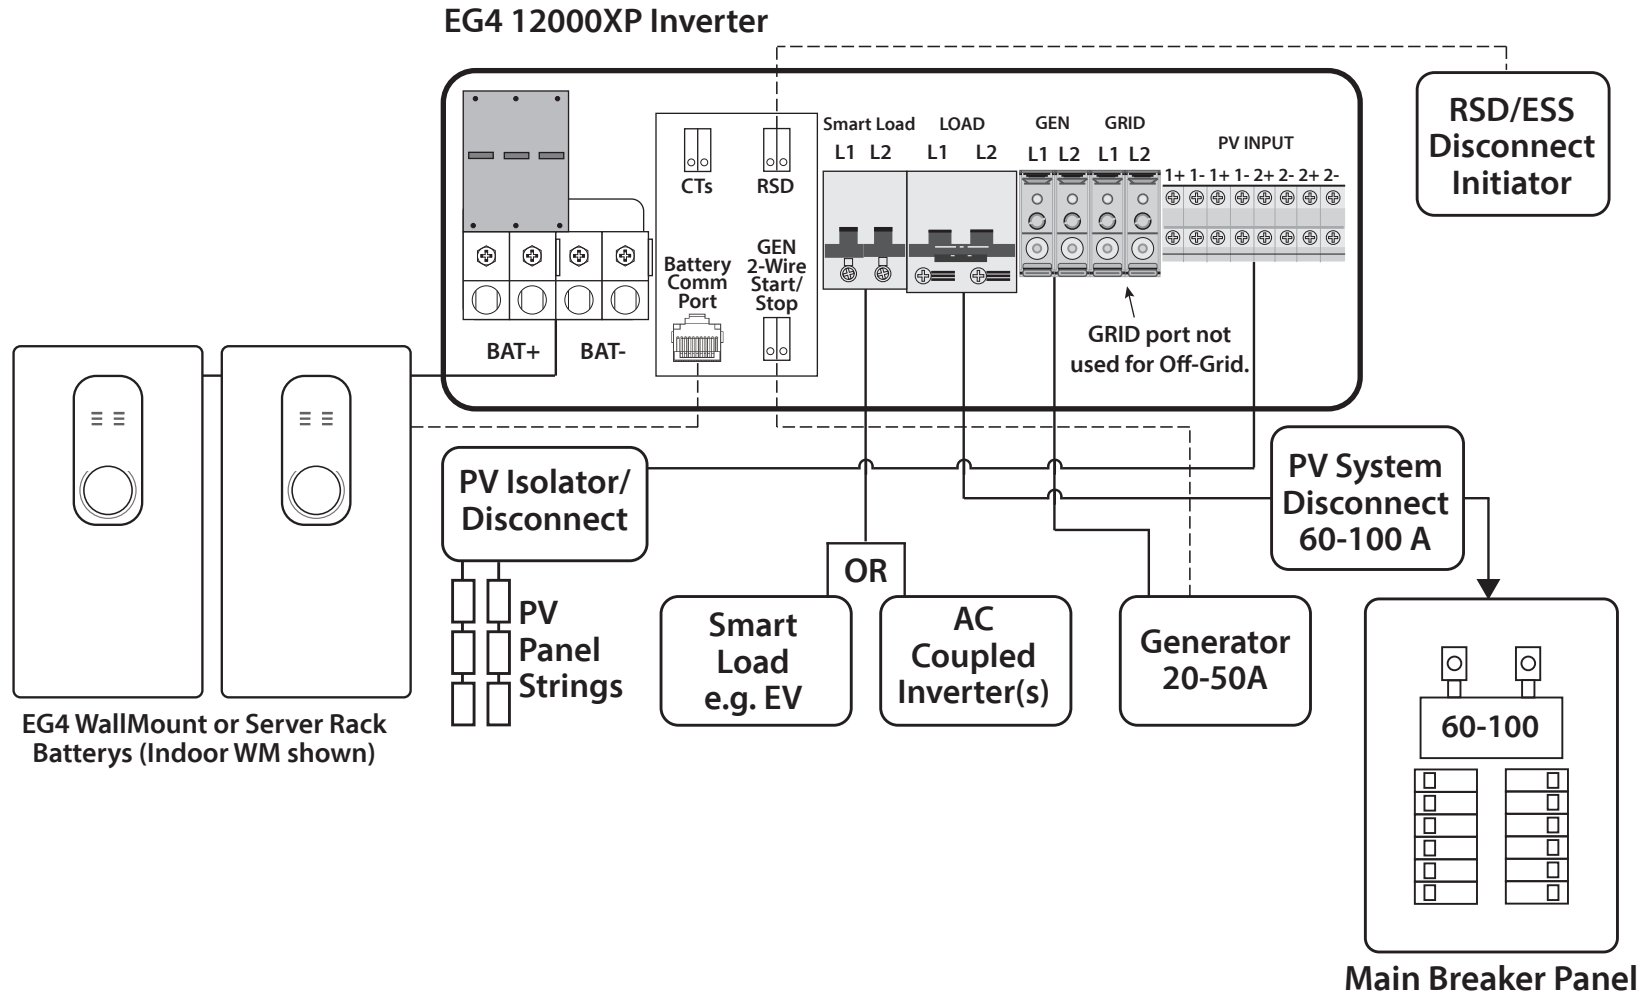 EG4 12000XP Inverter
RSD/ESS
Disconnect
Initiator
Smart Load
LOAD
GEN
GRID
PV INPUT
L1 L2
L1 L2
L1 L2
L1 L2
1+ 1- 1+ 1- 2+ 2- 2+ 2-
CTs
RSD
Battery
Comm
Port
GEN
2-Wire
Start/
Stop
BAT+
BAT-
GRID port not
used for Off-Grid.
PV Isolator/
Disconnect
PV System
Disconnect
60-100 A
OR
PV
Panel
Strings
Smart
Load
e.g. EV
AC
Coupled
Inverter(s)
Generator
20-50A
EG4 WallMount or Server Rack
Batterys (Indoor WM shown)
60-100
Main Breaker Panel